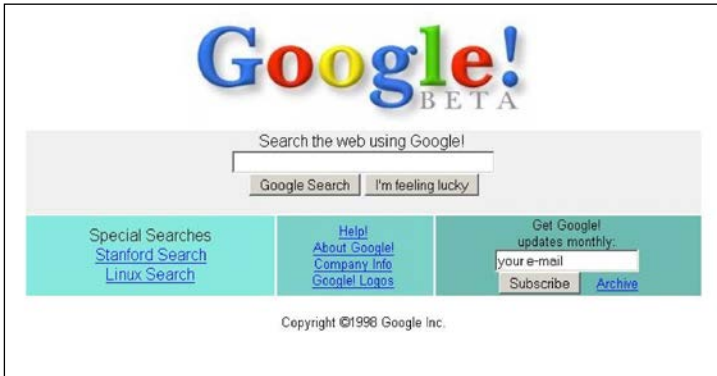 Google!
BETA
Search the web using Google!
Google Search I'm feeling lucky
Special Searches
Stanford Search
Linux Search
Help!
About Google!
Company Info
Google! Logos
Get Google!
updates monthly:
your e-mail
Subscribe Archive
Copyright ©1998 Google Inc.